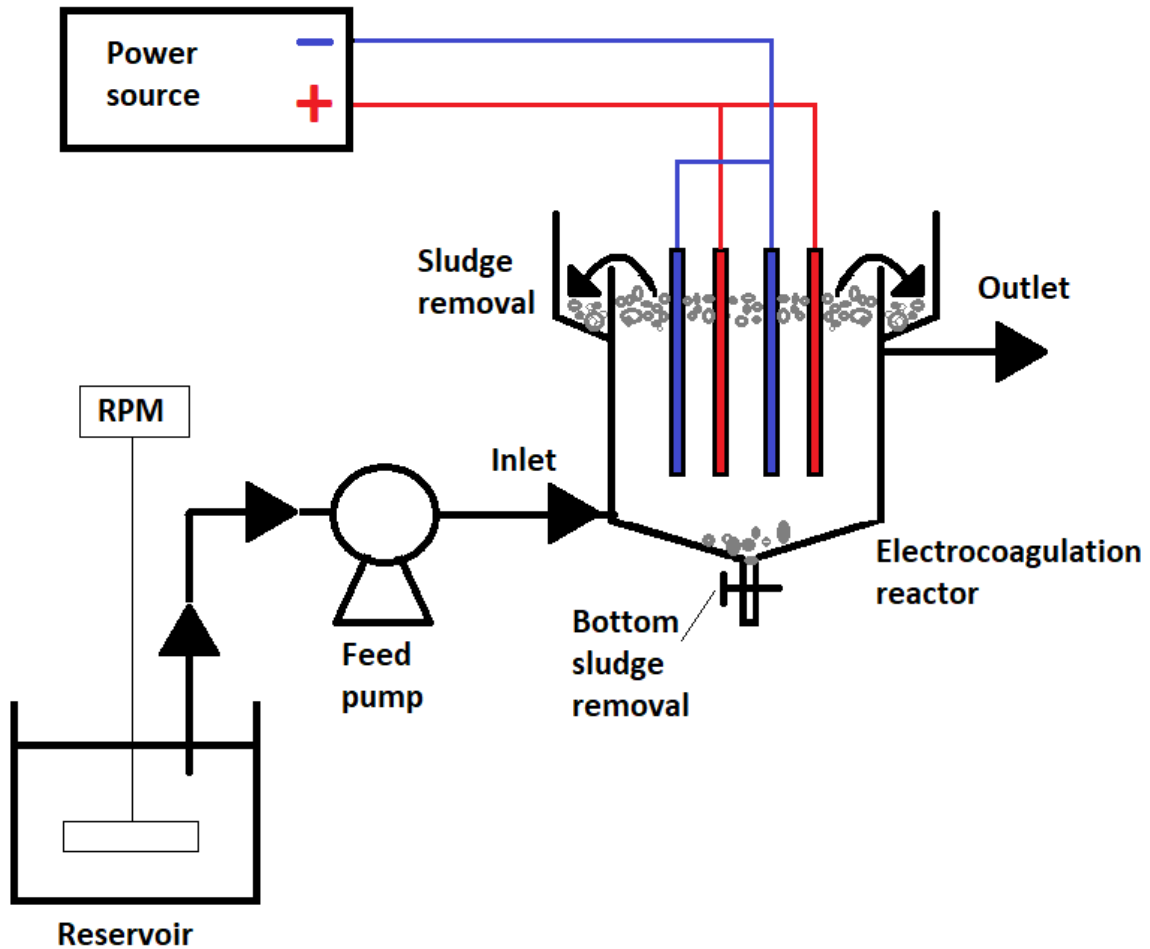 Power
source
−
+
Sludge
removal
Outlet
RPM
Inlet
Electrocoagulation
reactor
Bottom
sludge
removal
Feed
pump
Reservoir